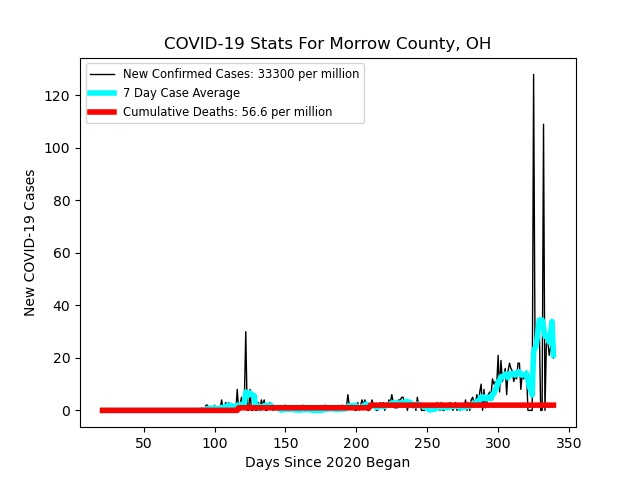 COVID-19 Stats For Morrow County, OH
New Confirmed Cases: 33300 per million
7 Day Case Average
Cumulative Deaths: 56.6 per million
New COVID-19 Cases
120
100
80
60
40
20
0
50
100
150
200
250
300
350
Days Since 2020 Began